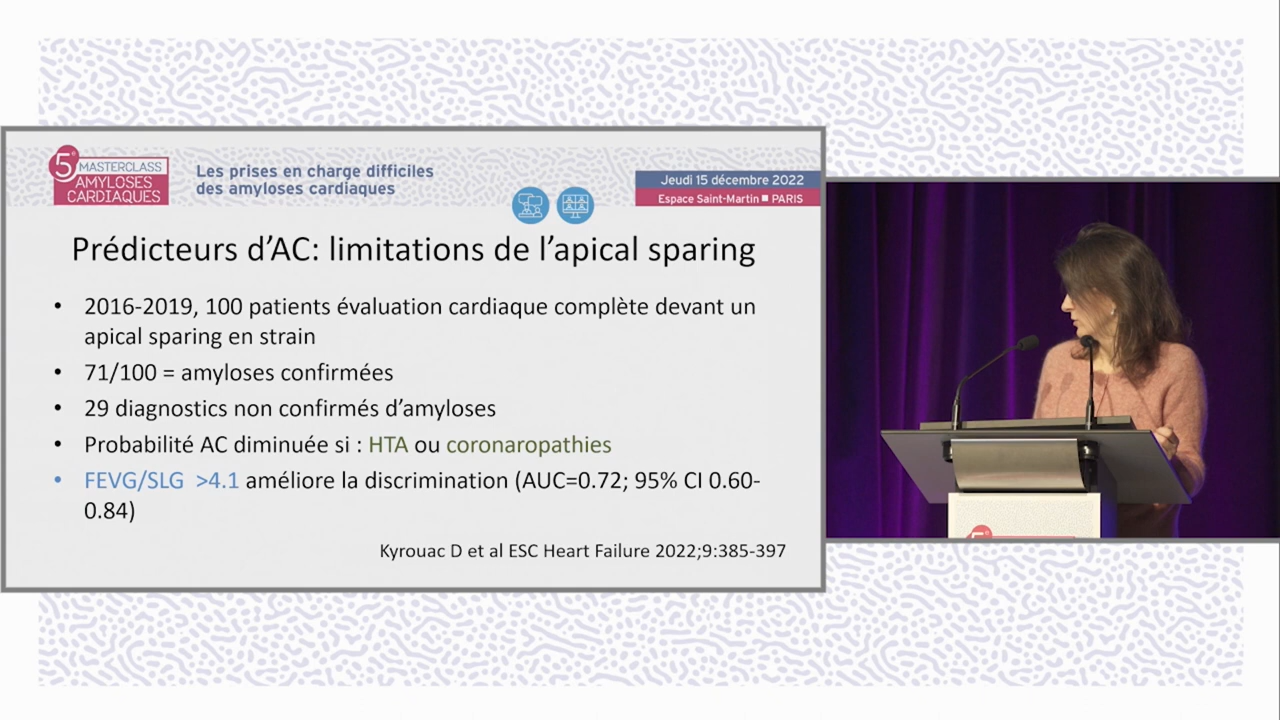 5e MASTERCLASS
AMYLOSES
CARDIAQUES
Les prises en charge difficiles
des amyloses cardiaques
Jeudi 15 décembre 2022
Espace Saint-Martin ■ PARIS
Prédicteurs d’AC: limitations de l’apical sparing
• 2016-2019, 100 patients évaluation cardiaque complète devant un
apical sparing en strain
• 71/100 = amyloses confirmées
• 29 diagnostics non confirmés d’amyloses
• Probabilité AC diminuée si : HTA ou coronaropathies
• FEVG/SLG >4.1 améliore la discrimination (AUC=0.72; 95% CI 0.60-
0.84)
Kyrouac D et al ESC Heart Failure 2022;9:385-397